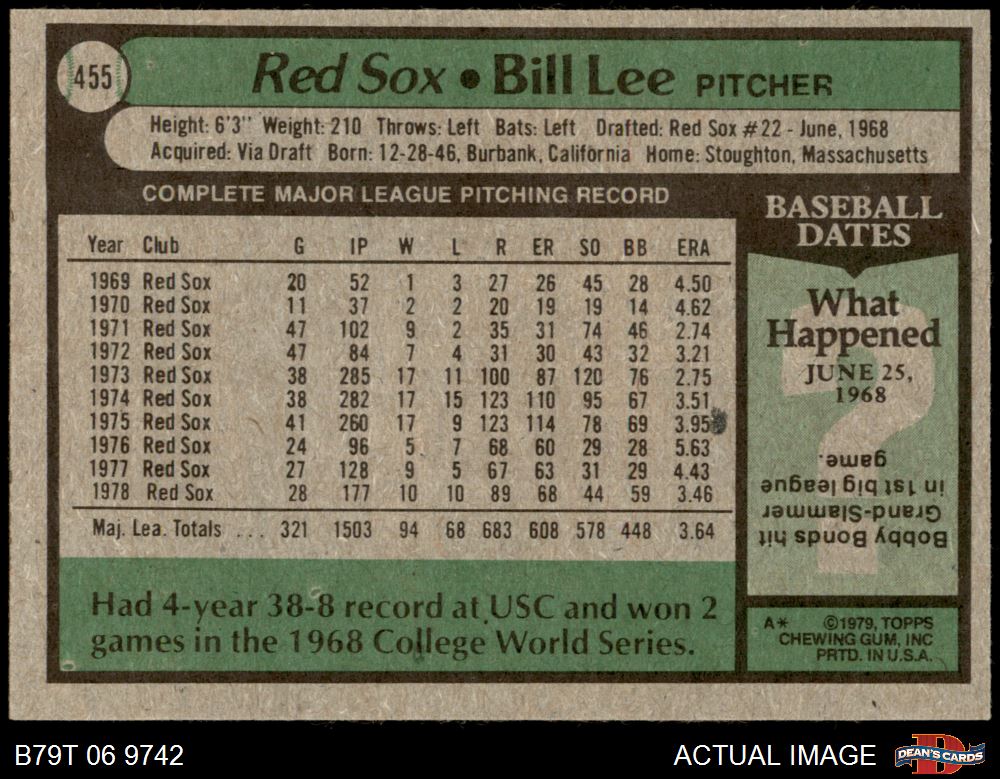 455
Red Sox • Bill Lee PITCHER
Height: 6'3" Weight: 210 Throws: Left Bats: Left Drafted: Red Sox #22 - June, 1968
Acquired: Via Draft Born: 12-28-46, Burbank, California Home: Stoughton, Massachusetts
COMPLETE MAJOR LEAGUE PITCHING RECORD
Year Club G IP W L R ER SO BB ERA
1969 Red Sox 20 52 1 3 27 26 45 28 4.50
1970 Red Sox 11 37 2 2 20 19 19 14 4.62
1971 Red Sox 47 102 9 2 35 31 74 46 2.74
1972 Red Sox 47 84 7 4 31 30 43 32 3.21
1973 Red Sox 38 285 17 11 100 87 120 76 2.75
1974 Red Sox 38 282 17 15 123 110 95 67 3.51
1975 Red Sox 41 260 17 9 123 114 78 69 3.95
1976 Red Sox 24 96 5 7 68 60 29 28 5.63
1977 Red Sox 27 128 9 5 67 63 31 29 4.43
1978 Red Sox 28 177 10 10 89 68 44 59 3.46
Maj. Lea. Totals ... 321 1503 94 68 683 608 578 448 3.64
Had 4-year 38-8 record at USC and won 2
games in the 1968 College World Series.
BASEBALL
DATES
What
Happened
JUNE 25,
1968
Bobby Bonds hit
Grand-Slammer
in 1st big league
game.
A* ©1979, TOPPS
CHEWING GUM, INC
PRTD. IN U.S.A.
B79T 06 9742
ACTUAL IMAGE
DEAN'S CARDS